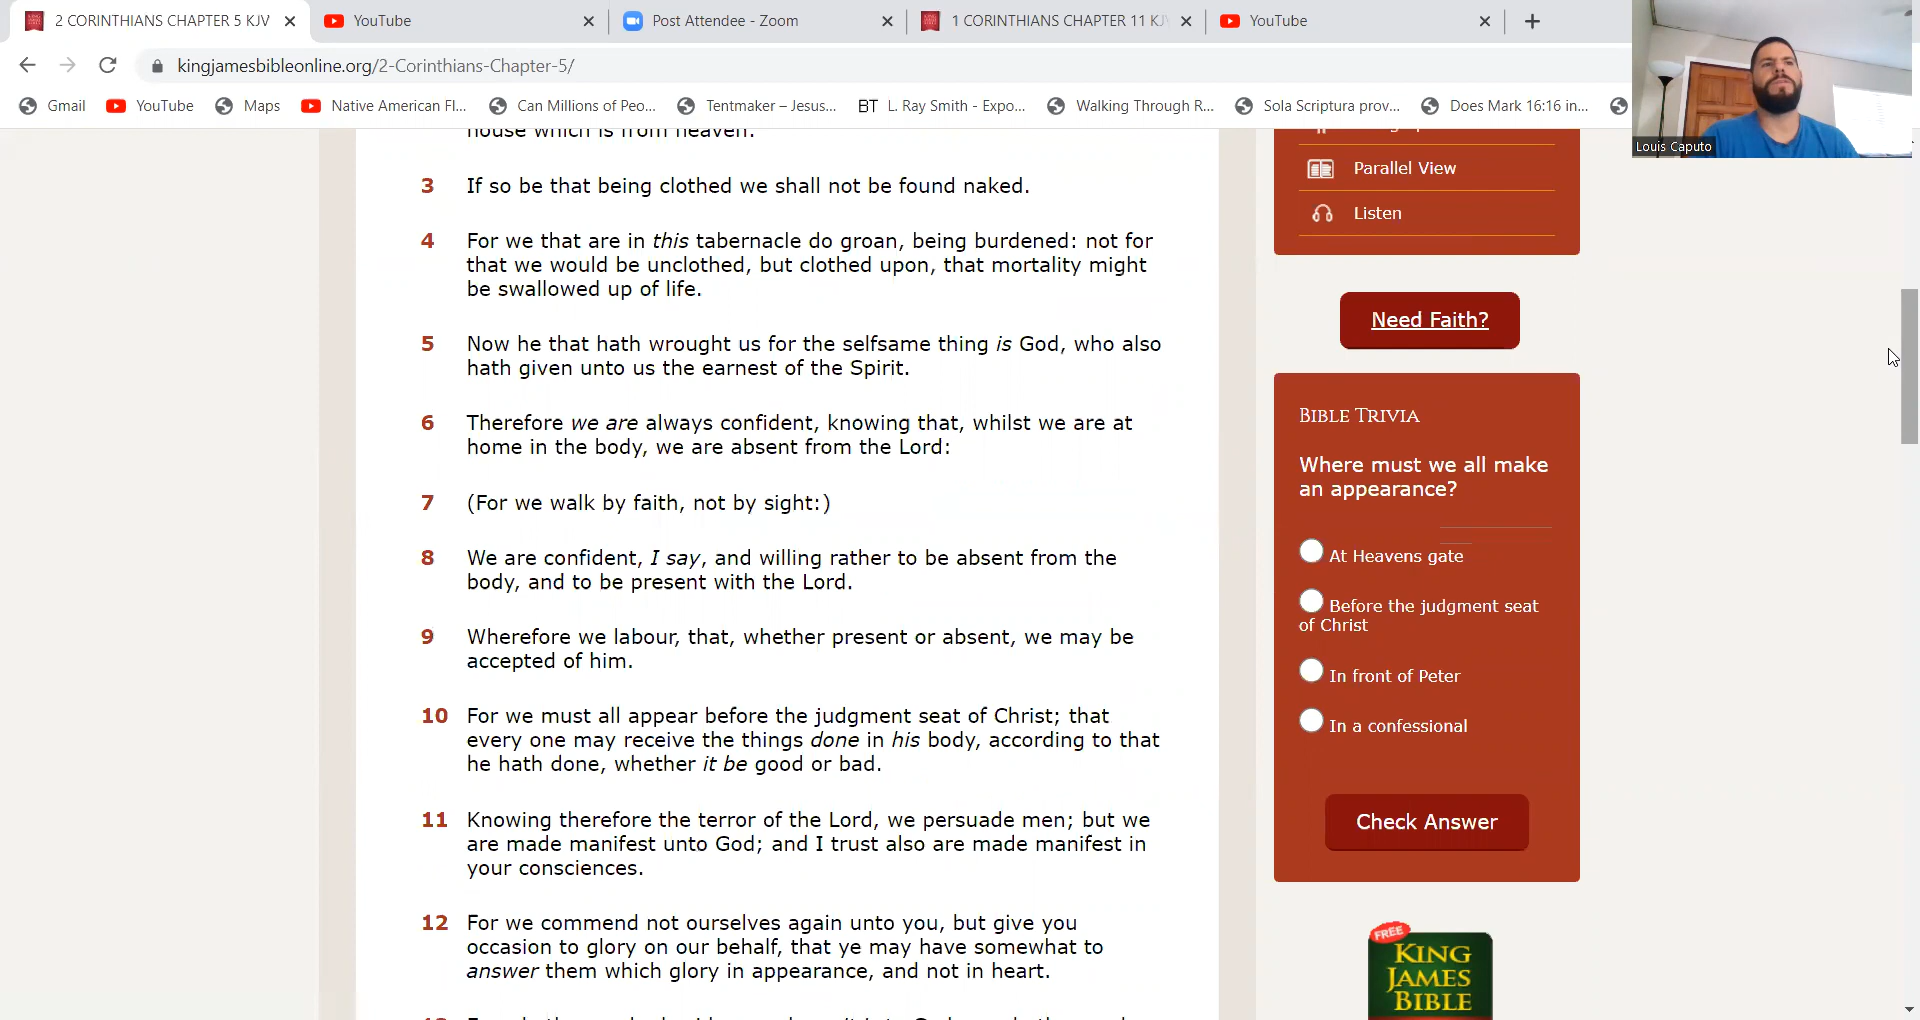 2 CORINTHIANS CHAPTER 5 KJV
YouTube
Post Attendee - Zoom
1 CORINTHIANS CHAPTER 11 KJV
YouTube
kingjamesbibleonline.org/2-Corinthians-Chapter-5/
Gmail
YouTube
Maps
Native American Fl...
Can Millions of Peo...
Tentmaker – Jesus...
BT L. Ray Smith - Expo...
Walking Through R...
Sola Scriptura prov...
Does Mark 16:16 in...
Louis Caputo
house which is from heaven.
3 If so be that being clothed we shall not be found naked.
4 For we that are in this tabernacle do groan, being burdened: not for
that we would be unclothed, but clothed upon, that mortality might
be swallowed up of life.
5 Now he that hath wrought us for the selfsame thing is God, who also
hath given unto us the earnest of the Spirit.
6 Therefore we are always confident, knowing that, whilst we are at
home in the body, we are absent from the Lord:
7 (For we walk by faith, not by sight:)
8 We are confident, I say, and willing rather to be absent from the
body, and to be present with the Lord.
9 Wherefore we labour, that, whether present or absent, we may be
accepted of him.
10 For we must all appear before the judgment seat of Christ; that
every one may receive the things done in his body, according to that
he hath done, whether it be good or bad.
11 Knowing therefore the terror of the Lord, we persuade men; but we
are made manifest unto God; and I trust also are made manifest in
your consciences.
12 For we commend not ourselves again unto you, but give you
occasion to glory on our behalf, that ye may have somewhat to
answer them which glory in appearance, and not in heart.
Parallel View
Listen
Need Faith?
BIBLE TRIVIA
Where must we all make
an appearance?
At Heavens gate
Before the judgment seat
of Christ
In front of Peter
In a confessional
Check Answer
FREE
KING
JAMES
BIBLE